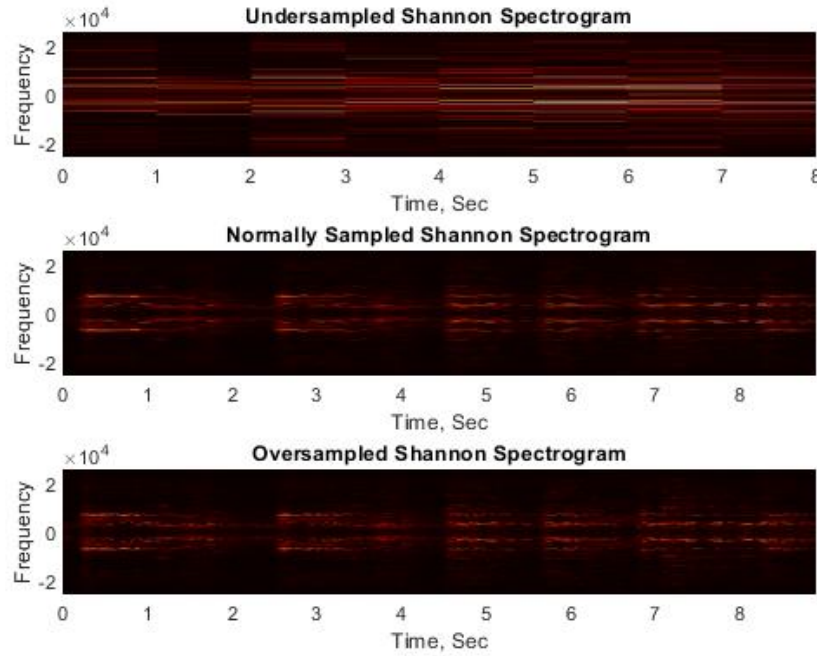 Undersampled Shannon Spectrogram
×10⁴
2
0
-2
Frequency
0 1 2 3 4 5 6 7 8
Time, Sec
Normally Sampled Shannon Spectrogram
×10⁴
2
0
-2
Frequency
0 1 2 3 4 5 6 7 8
Time, Sec
Oversampled Shannon Spectrogram
×10⁴
2
0
-2
Frequency
0 1 2 3 4 5 6 7 8
Time, Sec